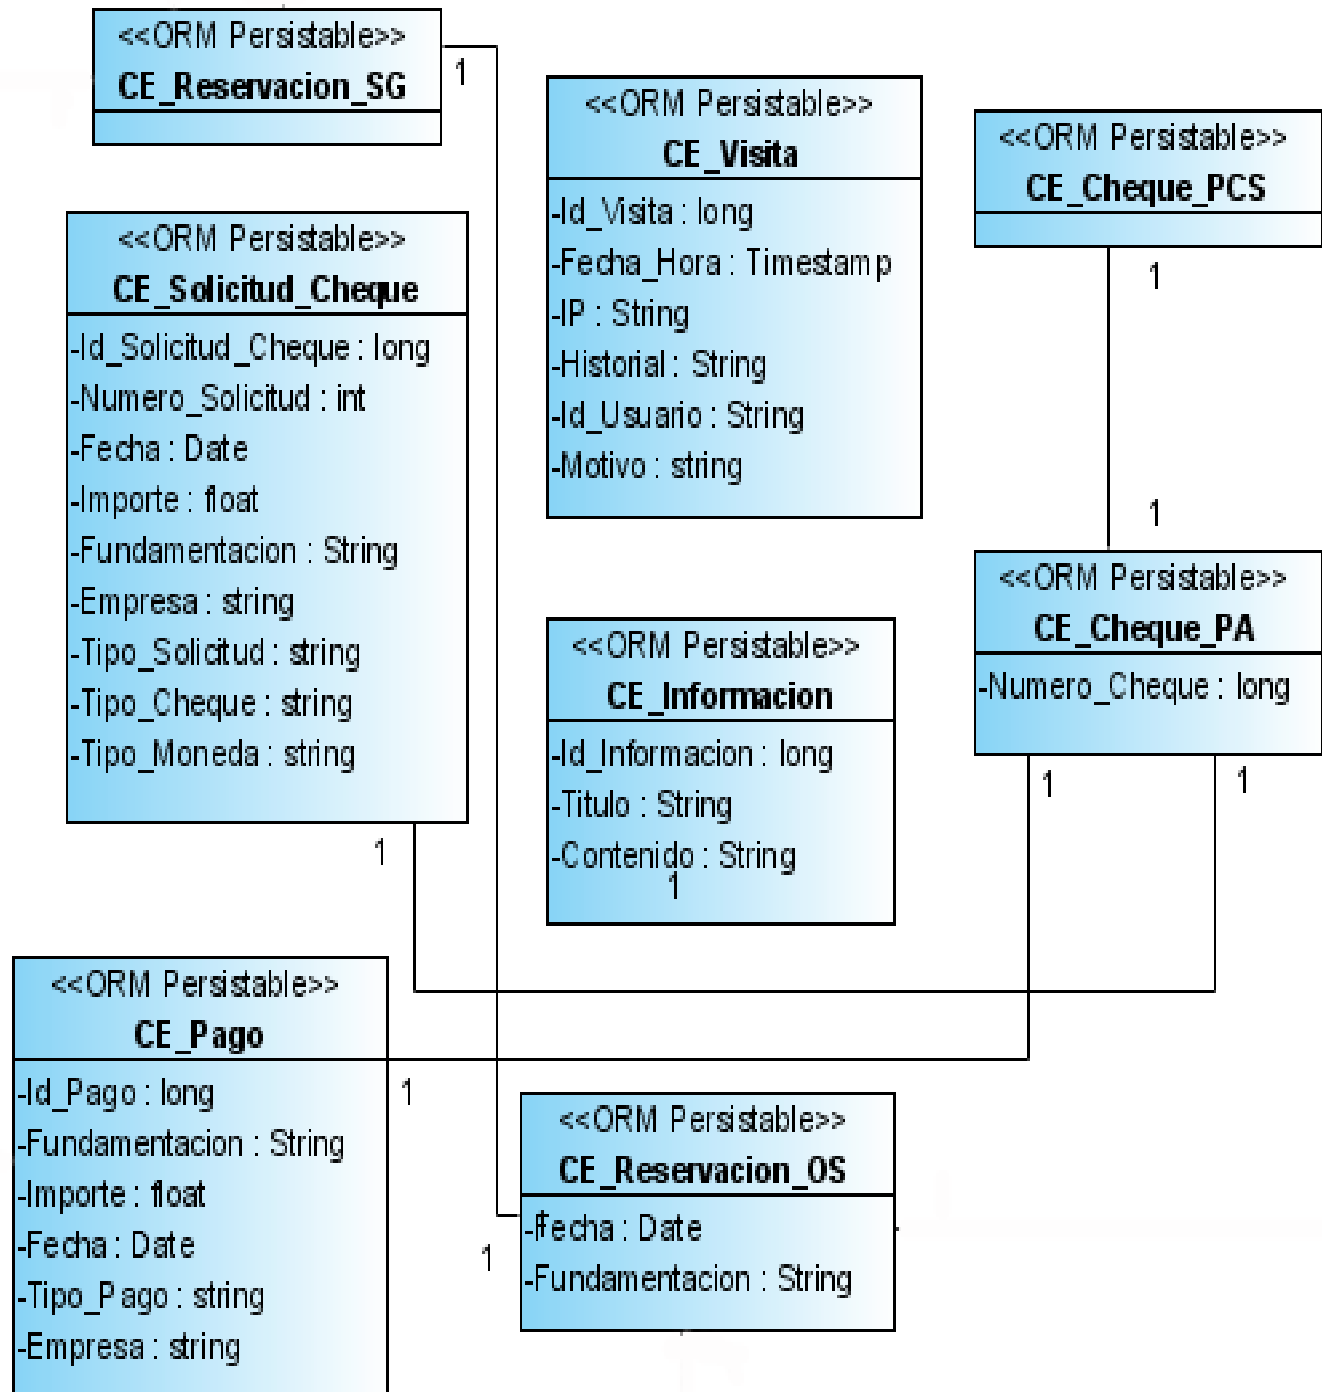 <<ORM Persistable>>
CE_Reservacion_SG
1
<<ORM Persistable>>
CE_Visita
-Id_Visita : long
-Fecha_Hora : Timestamp
-IP : String
-Historial : String
-Id_Usuario : String
-Motivo : string
<<ORM Persistable>>
CE_Cheque_PCS
1
1
<<ORM Persistable>>
CE_Solicitud_Cheque
-Id_Solicitud_Cheque : long
-Numero_Solicitud : int
-Fecha : Date
-Importe : float
-Fundamentacion : String
-Empresa : string
-Tipo_Solicitud : string
-Tipo_Cheque : string
-Tipo_Moneda : string
1
<<ORM Persistable>>
CE_Informacion
-Id_Informacion : long
-Titulo : String
-Contenido : String
1
<<ORM Persistable>>
CE_Cheque_PA
-Numero_Cheque : long
1
1
<<ORM Persistable>>
CE_Pago
-Id_Pago : long
-Fundamentacion : String
-Importe : float
-Fecha : Date
-Tipo_Pago : string
-Empresa : string
1
<<ORM Persistable>>
CE_Reservacion_OS
-Fecha : Date
-Fundamentacion : String
1